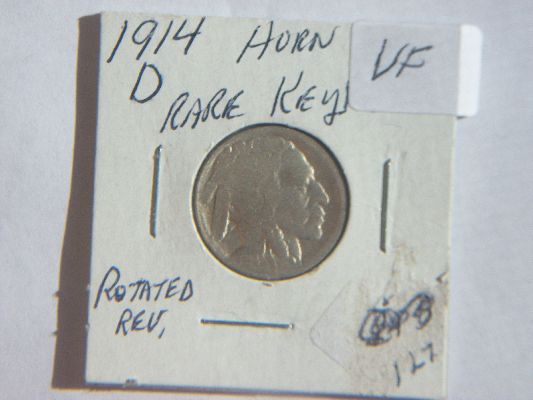 1914 HORN
D
VF
RARE KEY!
ROTATED
REV,
127